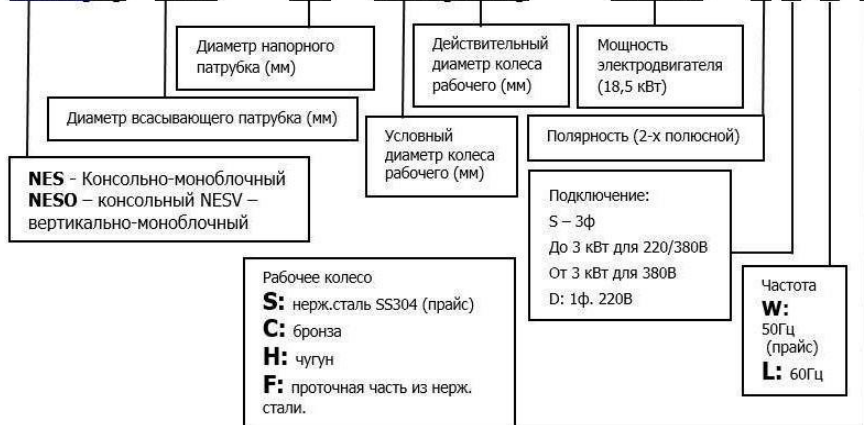 Диаметр напорного
патрубка (мм)
Действительный
диаметр колеса
рабочего (мм)
Мощность
электродвигателя
(18,5 кВт)
Диаметр всасывающего патрубка (мм)
Условный
диаметр колеса
рабочего (мм)
Полярность (2-х полюсной)
NES - Консольно-моноблочный
NESO – консольный NESV –
вертикально-моноблочный
Подключение:
S – 3ф
До 3 кВт для 220/380В
От 3 кВт для 380В
D: 1ф. 220В
Рабочее колесо
S: нерж.сталь SS304 (прайс)
C: бронза
H: чугун
F: проточная часть из нерж.
стали.
Частота
W:
50Гц
(прайс)
L: 60Гц